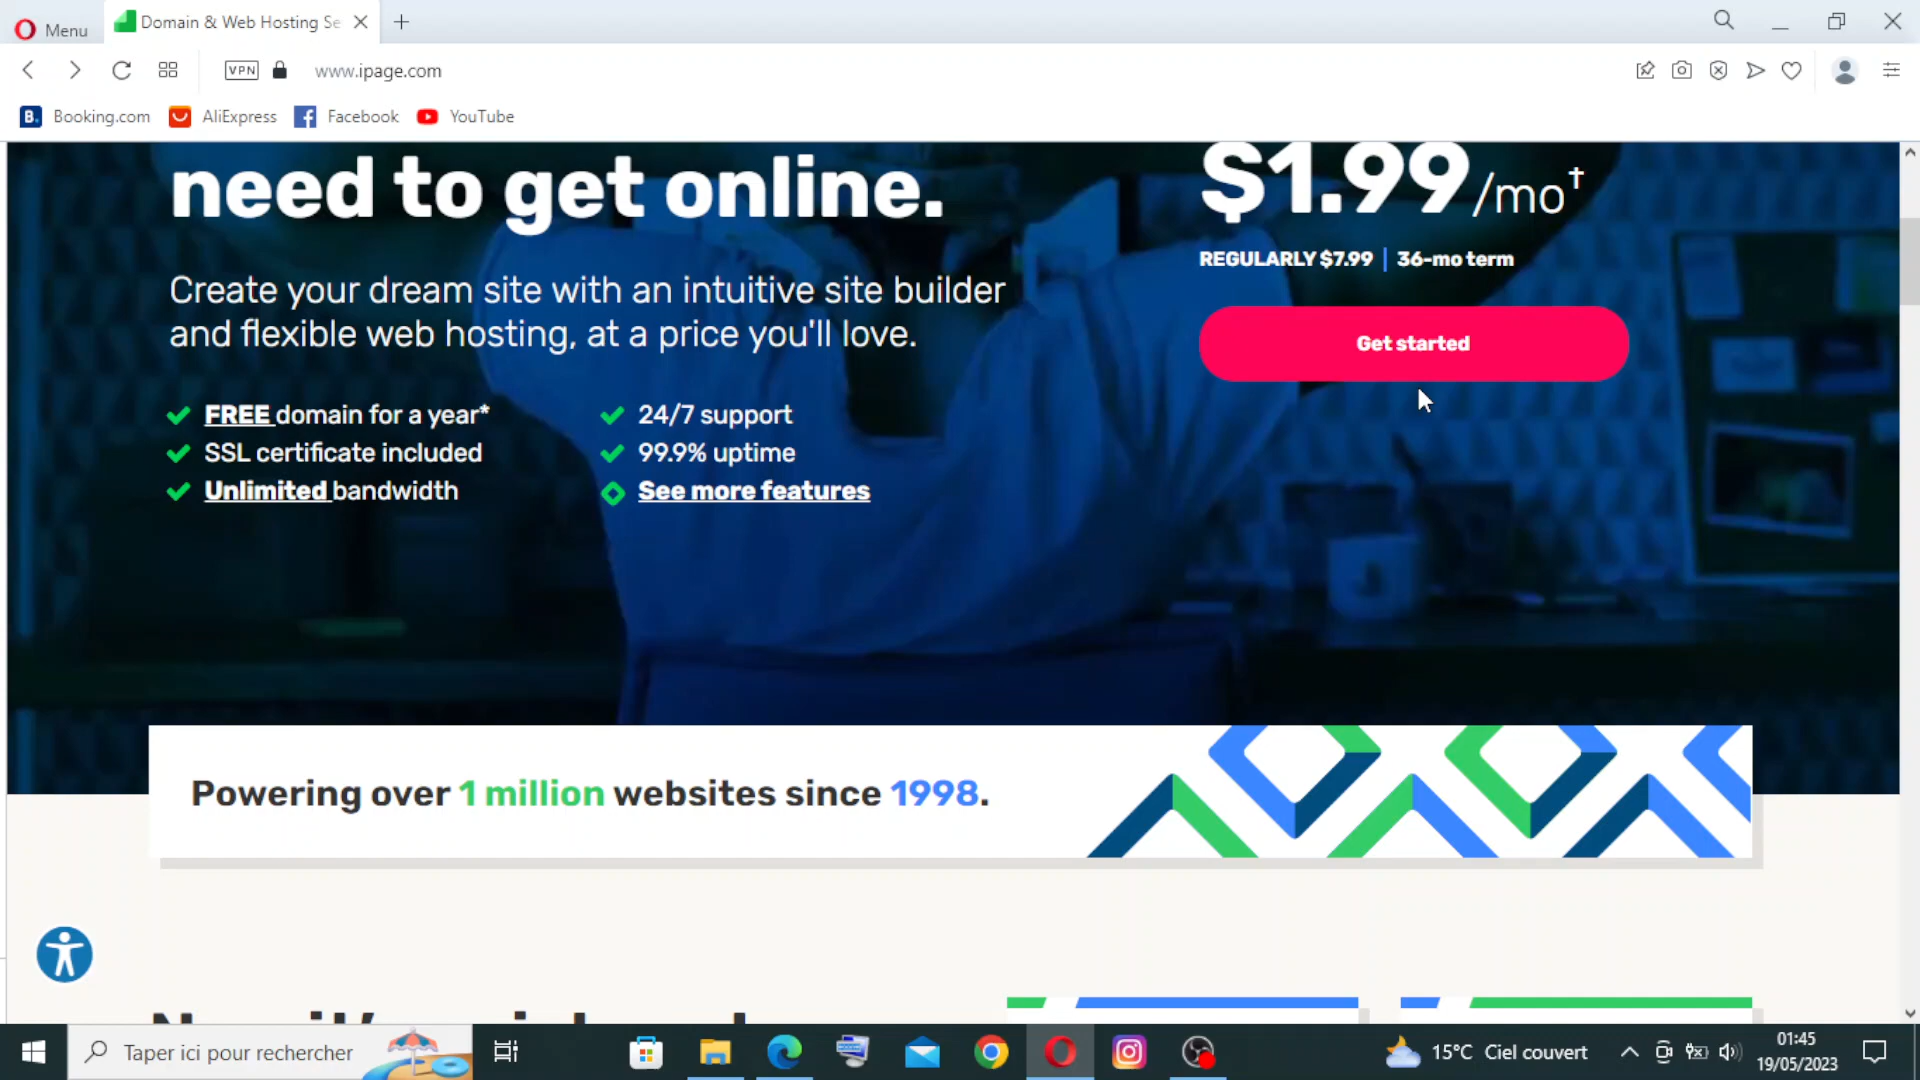 Menu
Domain & Web Hosting Se
VPN
www.ipage.com
B. Booking.com
AliExpress
Facebook
YouTube
need to get online.
Create your dream site with an intuitive site builder
and flexible web hosting, at a price you'll love.
FREE domain for a year*
SSL certificate included
Unlimited bandwidth
24/7 support
99.9% uptime
See more features
$1.99/mo†
REGULARLY $7.99 | 36-mo term
Get started
Powering over 1 million websites since 1998.
Taper ici pour rechercher
15°C Ciel couvert
01:45
19/05/2023